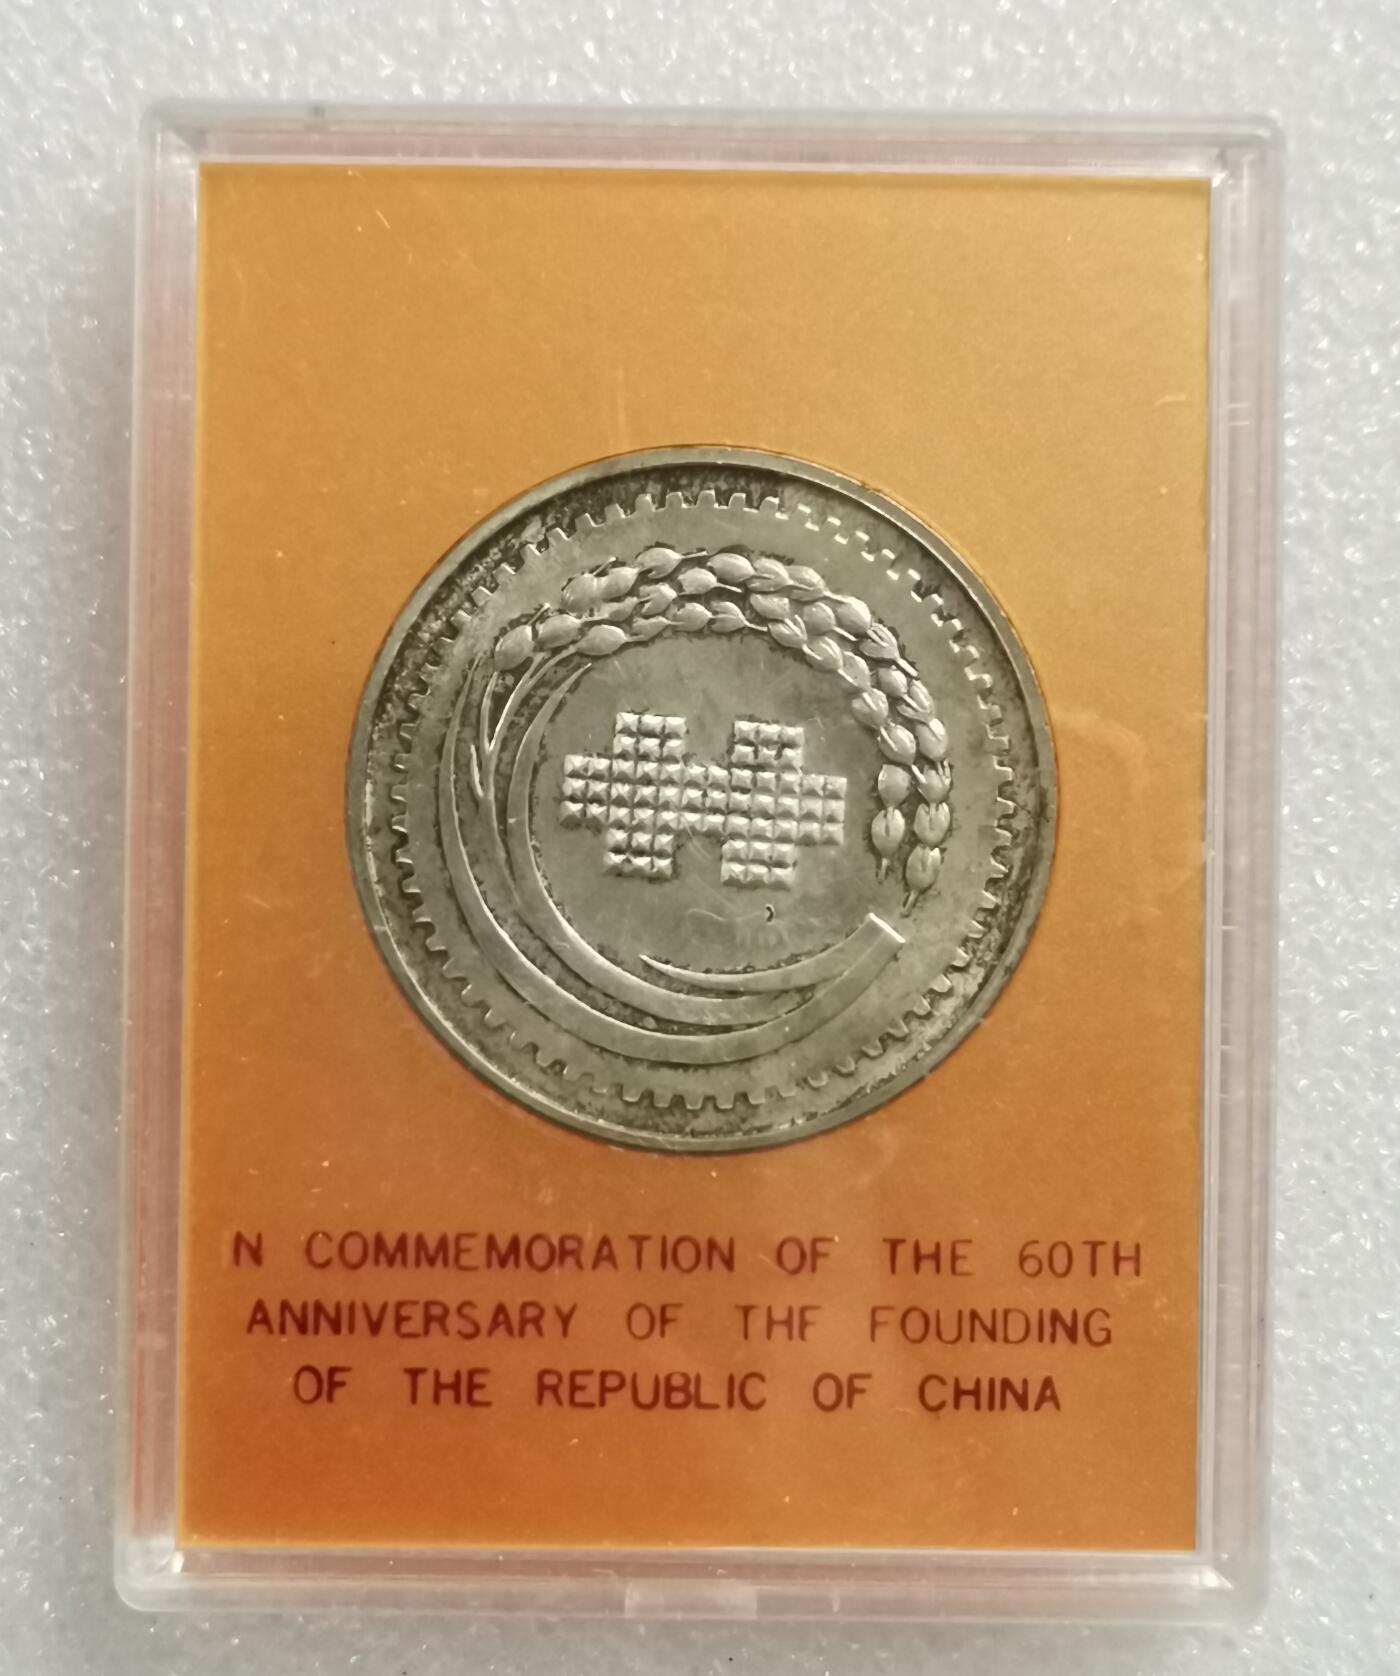 N COMMEMORATION OF THE 60TH
ANNIVERSARY OF THF FOUNDING
OF THE REPUBLIC OF CHINA